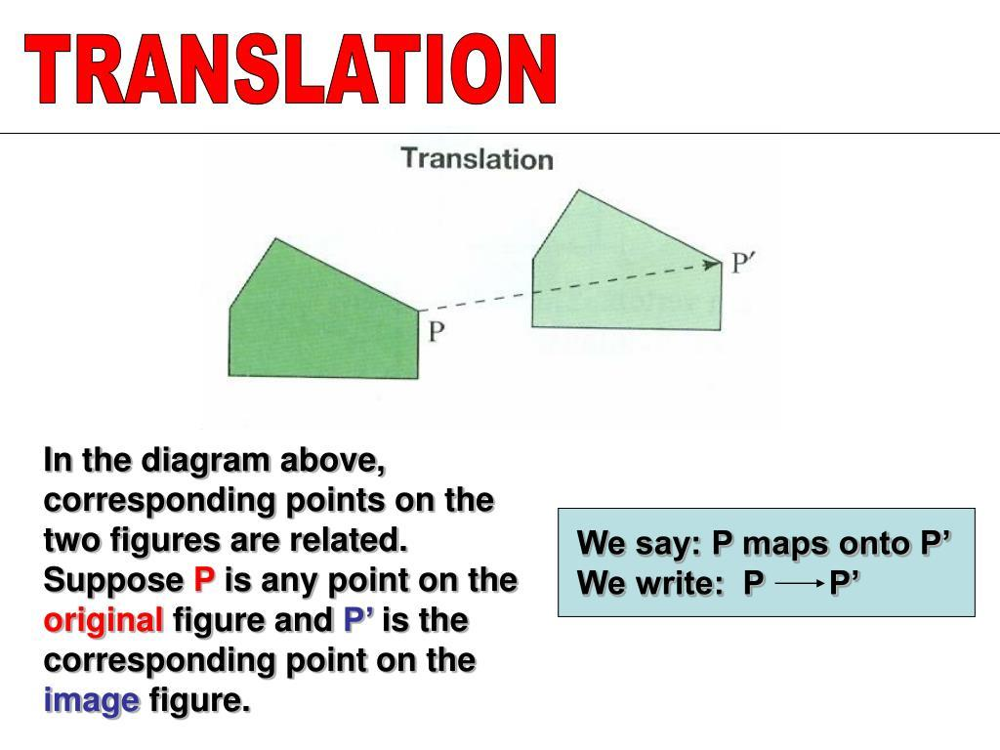 TRANSLATION
Translation
P′
P
In the diagram above,
corresponding points on the
two figures are related.
Suppose P is any point on the
original figure and P’ is the
corresponding point on the
image figure.
We say: P maps onto P’
We write: P ⟶ P’